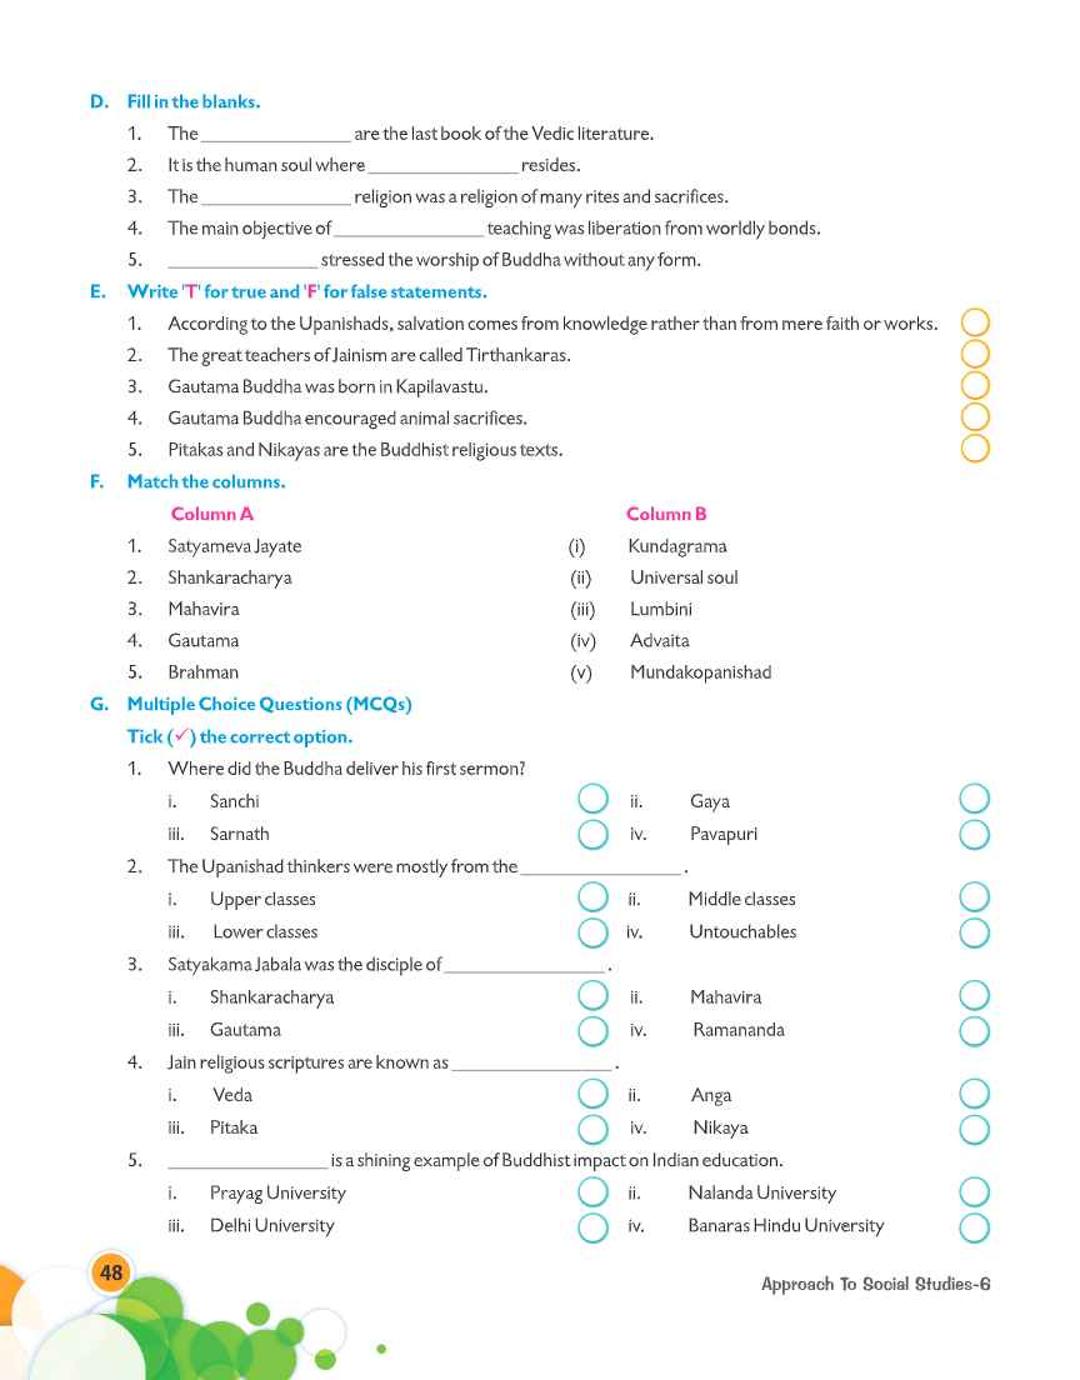 D. Fill in the blanks.
1. The ________________ are the last book of the Vedic literature.
2. It is the human soul where ________________ resides.
3. The ________________ religion was a religion of many rites and sacrifices.
4. The main objective of ________________ teaching was liberation from worldly bonds.
5. ________________ stressed the worship of Buddha without any form.
E. Write 'T' for true and 'F' for false statements.
1. According to the Upanishads, salvation comes from knowledge rather than from mere faith or works.
2. The great teachers of Jainism are called Tirthankaras.
3. Gautama Buddha was born in Kapilavastu.
4. Gautama Buddha encouraged animal sacrifices.
5. Pitakas and Nikayas are the Buddhist religious texts.
F. Match the columns.
Column A Column B
1. Satyameva Jayate (i) Kundagrama
2. Shankaracharya (ii) Universal soul
3. Mahavira (iii) Lumbini
4. Gautama (iv) Advaita
5. Brahman (v) Mundakopanishad
G. Multiple Choice Questions (MCQs)
Tick (✓) the correct option.
1. Where did the Buddha deliver his first sermon?
i. Sanchi ii. Gaya
iii. Sarnath iv. Pavapuri
2. The Upanishad thinkers were mostly from the ________________.
i. Upper classes ii. Middle classes
iii. Lower classes iv. Untouchables
3. Satyakama Jabala was the disciple of ________________.
i. Shankaracharya ii. Mahavira
iii. Gautama iv. Ramananda
4. Jain religious scriptures are known as ________________.
i. Veda ii. Anga
iii. Pitaka iv. Nikaya
5. ________________ is a shining example of Buddhist impact on Indian education.
i. Prayag University ii. Nalanda University
iii. Delhi University iv. Banaras Hindu University
48
Approach To Social Studies-6